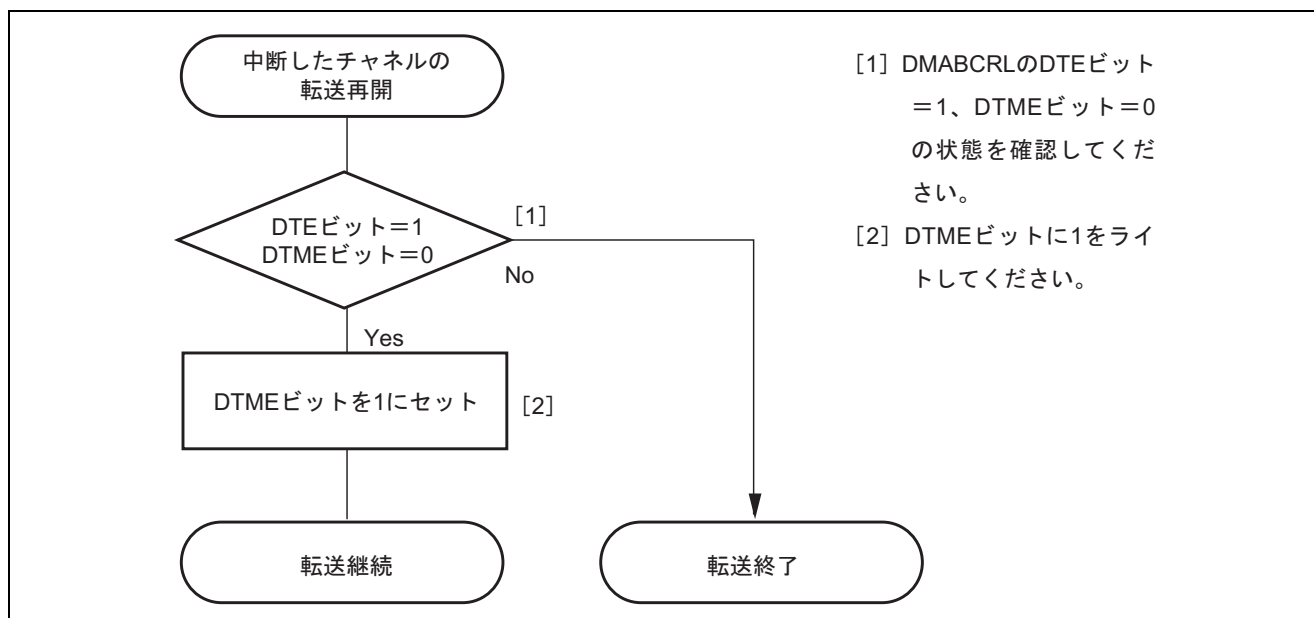 中断したチャネルの
転送再開
DTEビット＝1
DTMEビット＝0
[1]
No
Yes
DTMEビットを1にセット
[2]
転送継続
転送終了
［1］DMABCRLのDTEビット
＝1、DTMEビット＝0
の状態を確認してくだ
さい。
［2］DTMEビットに1をライ
トしてください。